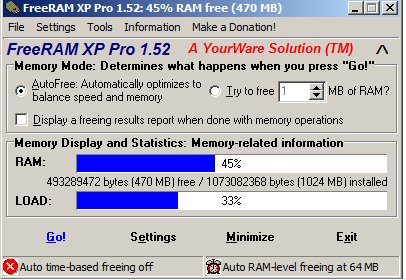 FreeRAM XP Pro 1.52: 45% RAM free (470 MB)
File Settings Tools Information Make a Donation!
FreeRAM XP Pro 1.52 A YourWare Solution (TM) ^
Memory Mode: Determines what happens when you press "Go!"
AutoFree: Automatically optimizes to balance speed and memory
Try to free 1 MB of RAM?
Display a freeing results report when done with memory operations
Memory Display and Statistics: Memory-related information
RAM: 45%
493289472 bytes (470 MB) free / 1073082368 bytes (1024 MB) installed
LOAD: 33%
Go! Settings Minimize Exit
Auto time-based freeing off Auto RAM-level freeing at 64 MB